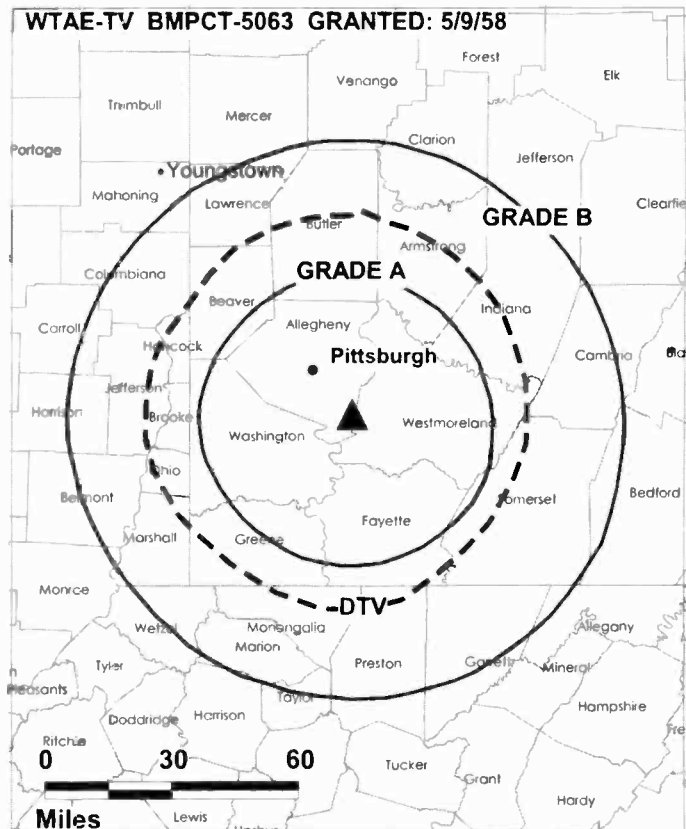 WTAE-TV BMPCT-5063 GRANTED: 5/9/58
Forest
Elk
Venango
Trumbull
Mercer
Clarion
Jefferson
Portage
Youngstown
Mahoning
Lawrence
GRADE B
Clearfie
Butler
Armstrong
Columbiana
GRADE A
Beaver
Indiana
Allegheny
Carroll
Hancock
Pittsburgh
Cambria
Jefferson
Harrison
Brooke
Westmoreland
Washington
Ohio
Belmont
Somerset
Bedford
Fayette
Marshall
Greene
Monroe
DTV
Wetzel
Monongalia
Allegany
Marion
Tyler
Preston
Garrett
Mineral
Taylor
Hampshire
Doddridge
Harrison
Ritchie
0 30 60
Tucker
Grant
Hardy
Miles
Lewis